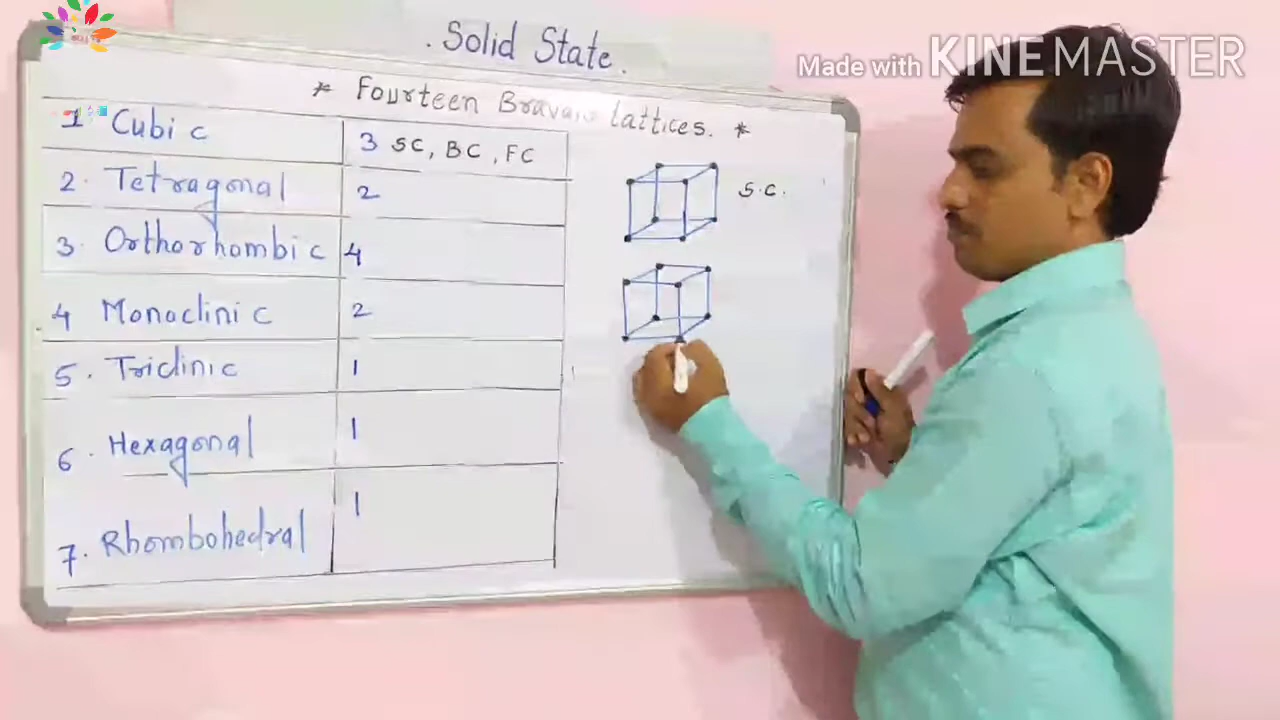 . Solid State.
Made with KINEMASTER
* Fourteen Bravais lattices. *
1 Cubic 3 SC, BC, FC
S.C.
2. Tetragonal 2
3. Orthorhombic 4
4 Monoclinic 2
5. Triclinic 1
6. Hexagonal 1
7. Rhombohedral 1